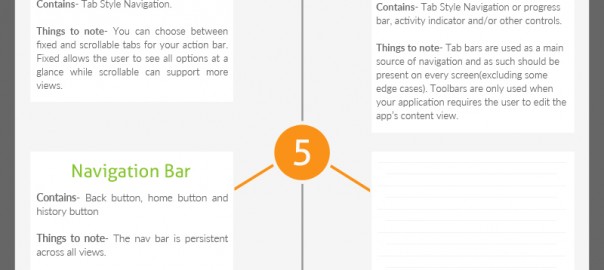 Contains- Tab Style Navigation.
Things to note- You can choose between
fixed and scrollable tabs for your action bar.
Fixed allows the user to see all options at a
glance while scrollable can support more
views.
Contains- Tab Style Navigation or progress
bar, activity indicator and/or other controls.
Things to note- Tab bars are used as a main
source of navigation and as such should be
present on every screen(excluding some
edge cases). Toolbars are only used when
your application requires the user to edit the
app's content view.
5
Navigation Bar
Contains- Back button, home button and
history button
Things to note- The nav bar is persistent
across all views.